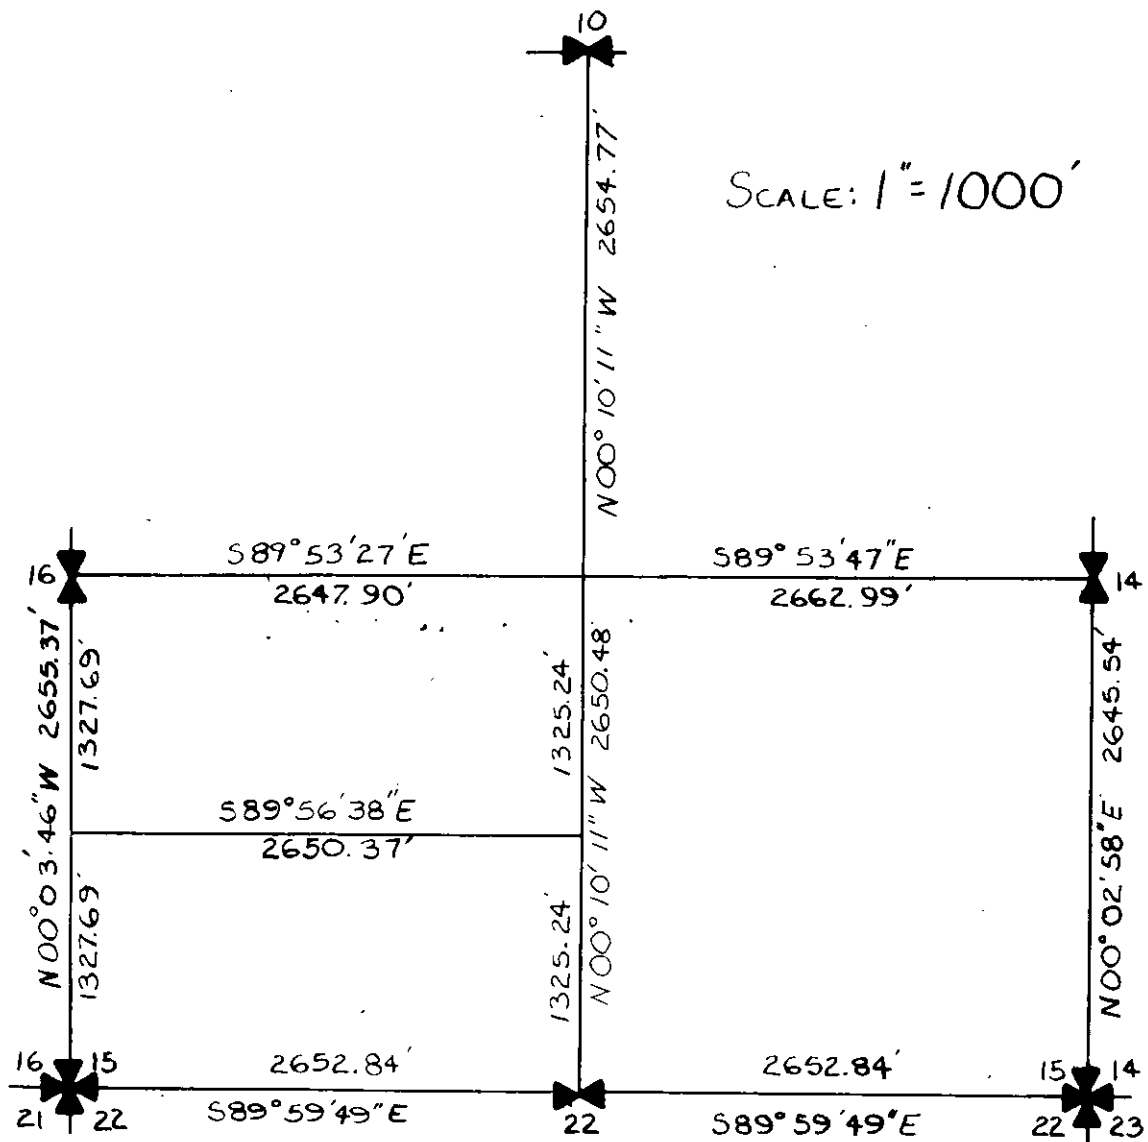 10
N00°10'11"W 2654.77'
SCALE: 1"=1000'
S89°53'27'E
2647.90'
S89°53'47"E
2662.99'
16
14
N00°03'46"W 2655.37'
1327.69'
1325.24'
N00°10'11"W 2650.48
N00°02'58"E 2645.54'
S89°56'38"E
2650.37'
1327.69'
1325.24'
16 15
21 22
2652.84'
S89°59'49"E
22
2652.84'
S89°59'49"E
15 14
22 23